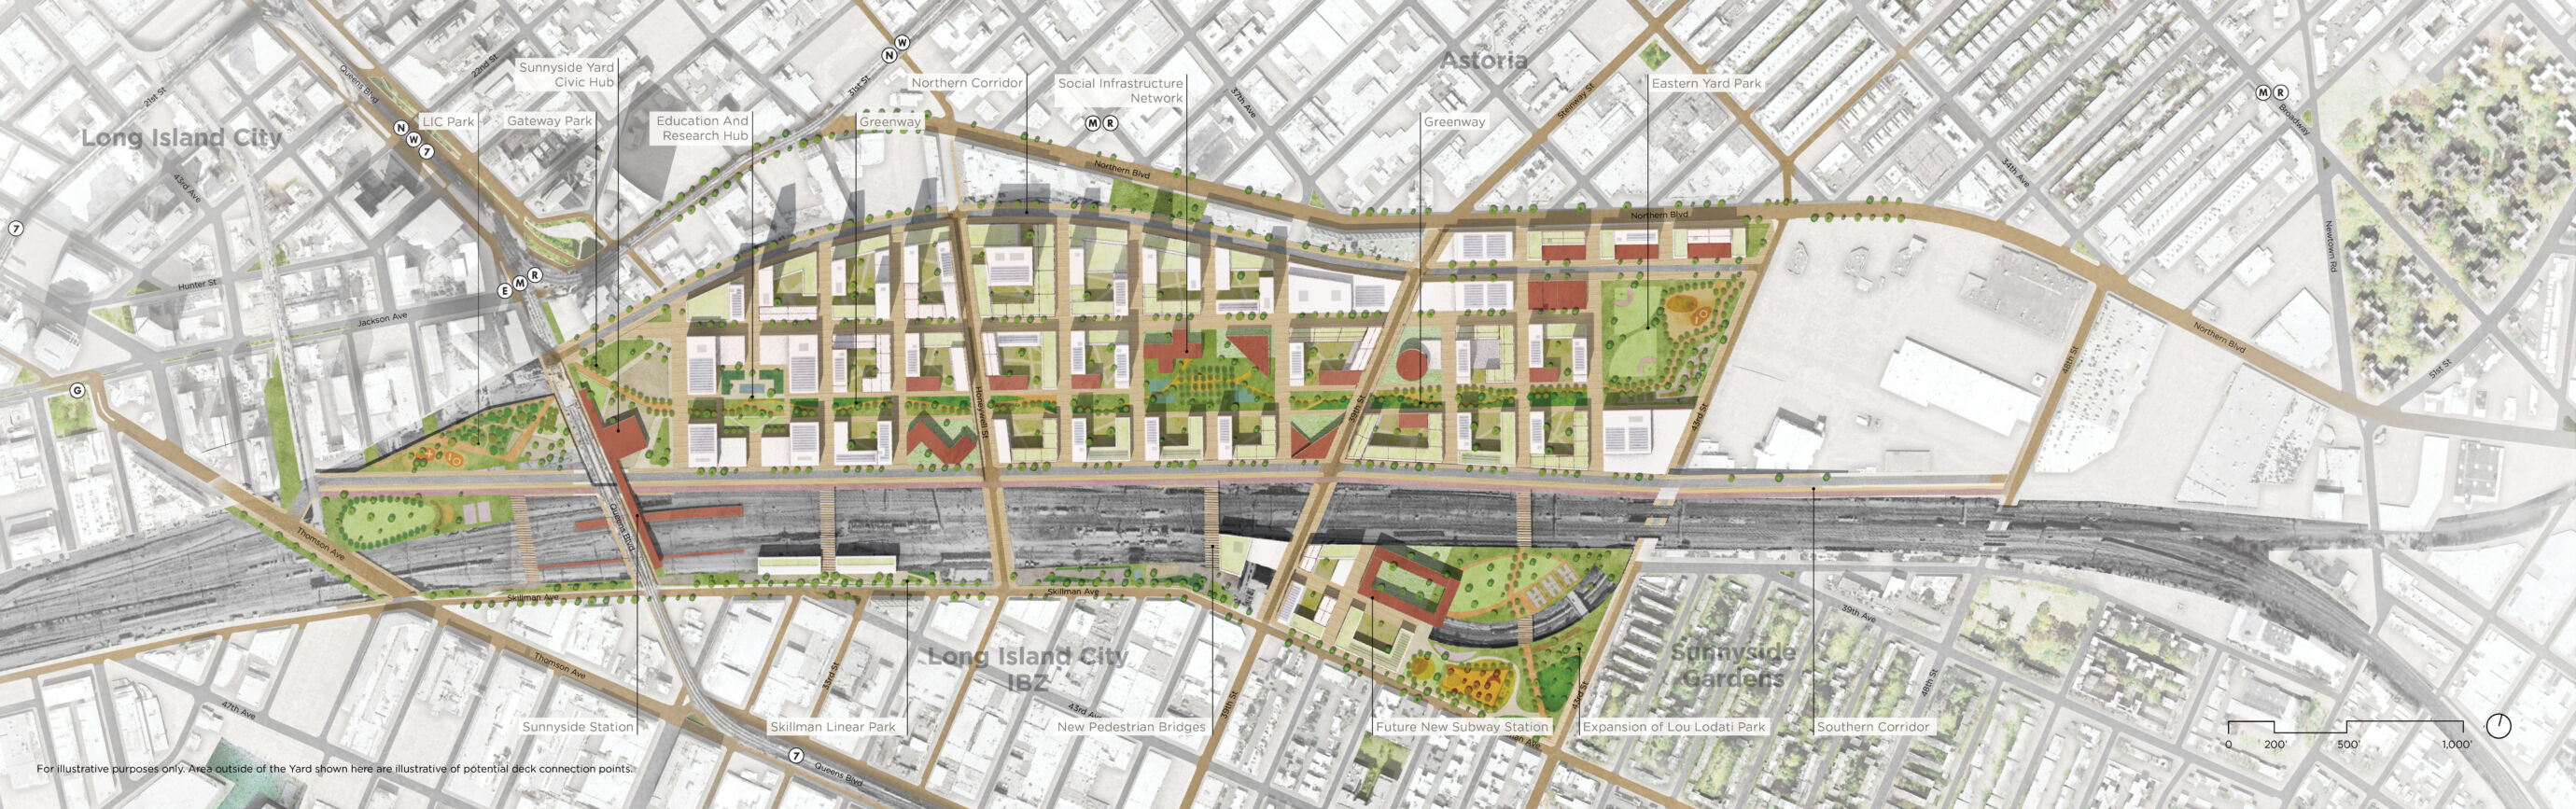 Astoria
Sunnyside Yard
Civic Hub
Northern Corridor
Social Infrastructure
Network
Eastern Yard Park
LIC Park
Gateway Park
Education And
Research Hub
Greenway
Greenway
Long Island City
Queens Blvd
21st St
22nd St
31st St
37th Ave
Steinway St
34th Ave
Broadway
Newtown Rd
43rd Ave
Hunter St
Jackson Ave
Northern Blvd
Northern Blvd
Northern Blvd
51st St
48th St
43rd St
39th St
Honeywell St
N
W
N
W
7
M
R
M
R
7
E
M
R
G
Thomson Ave
Queens Blvd
Skillman Ave
Skillman Ave
39th Ave
Thomson Ave
33rd St
Long Island City
IBZ
43rd Av
39th St
Sunnyside
Gardens
43rd St
48th St
47th Ave
Sunnyside Station
Skillman Linear Park
New Pedestrian Bridges
Future New Subway Station
Expansion of Lou Lodati Park
Southern Corridor
an Ave
7
Queens Blvd
0
200'
500'
1,000'
For illustrative purposes only. Area outside of the Yard shown here are illustrative of potential deck connection points.